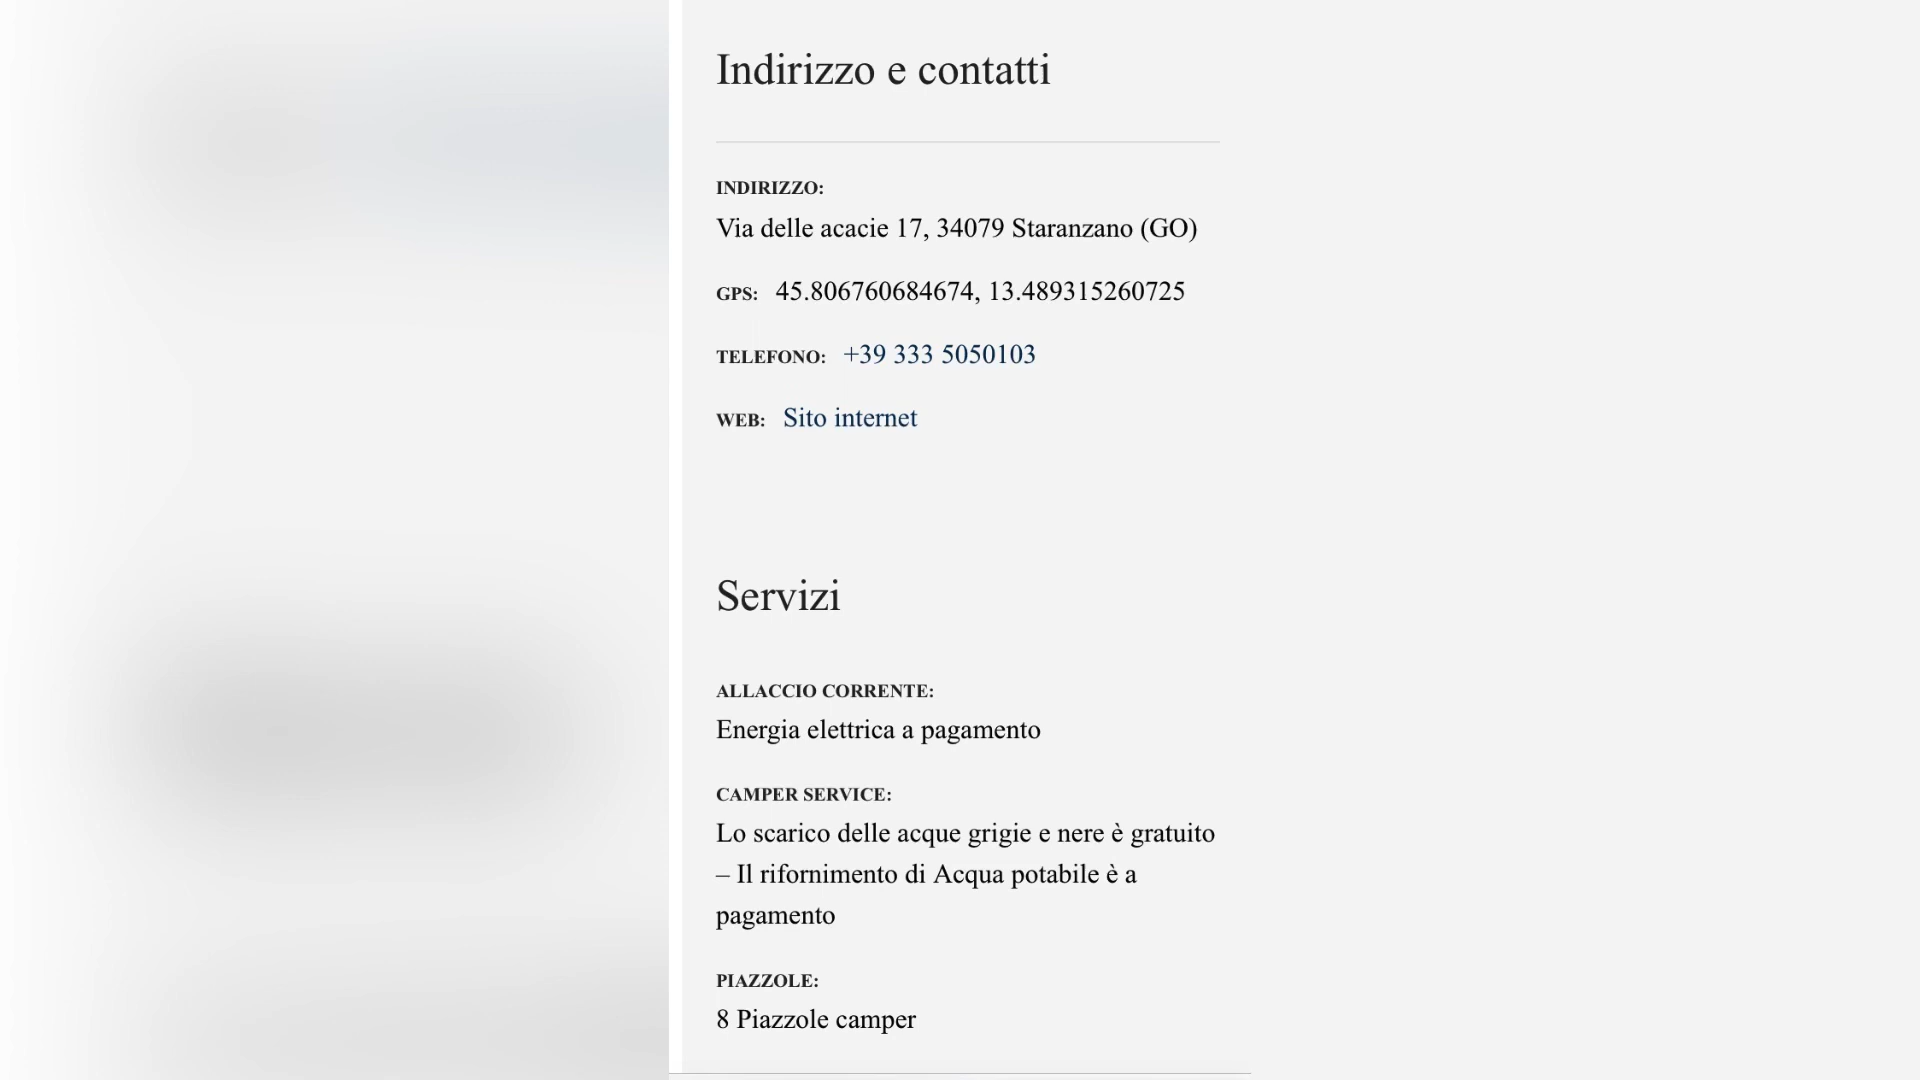 Indirizzo e contatti
INDIRIZZO:
Via delle acacie 17, 34079 Staranzano (GO)
GPS: 45.806760684674, 13.489315260725
TELEFONO: +39 333 5050103
WEB: Sito internet
Servizi
ALLACCIO CORRENTE:
Energia elettrica a pagamento
CAMPER SERVICE:
Lo scarico delle acque grigie e nere è gratuito
– Il rifornimento di Acqua potabile è a
pagamento
PIAZZOLE:
8 Piazzole camper